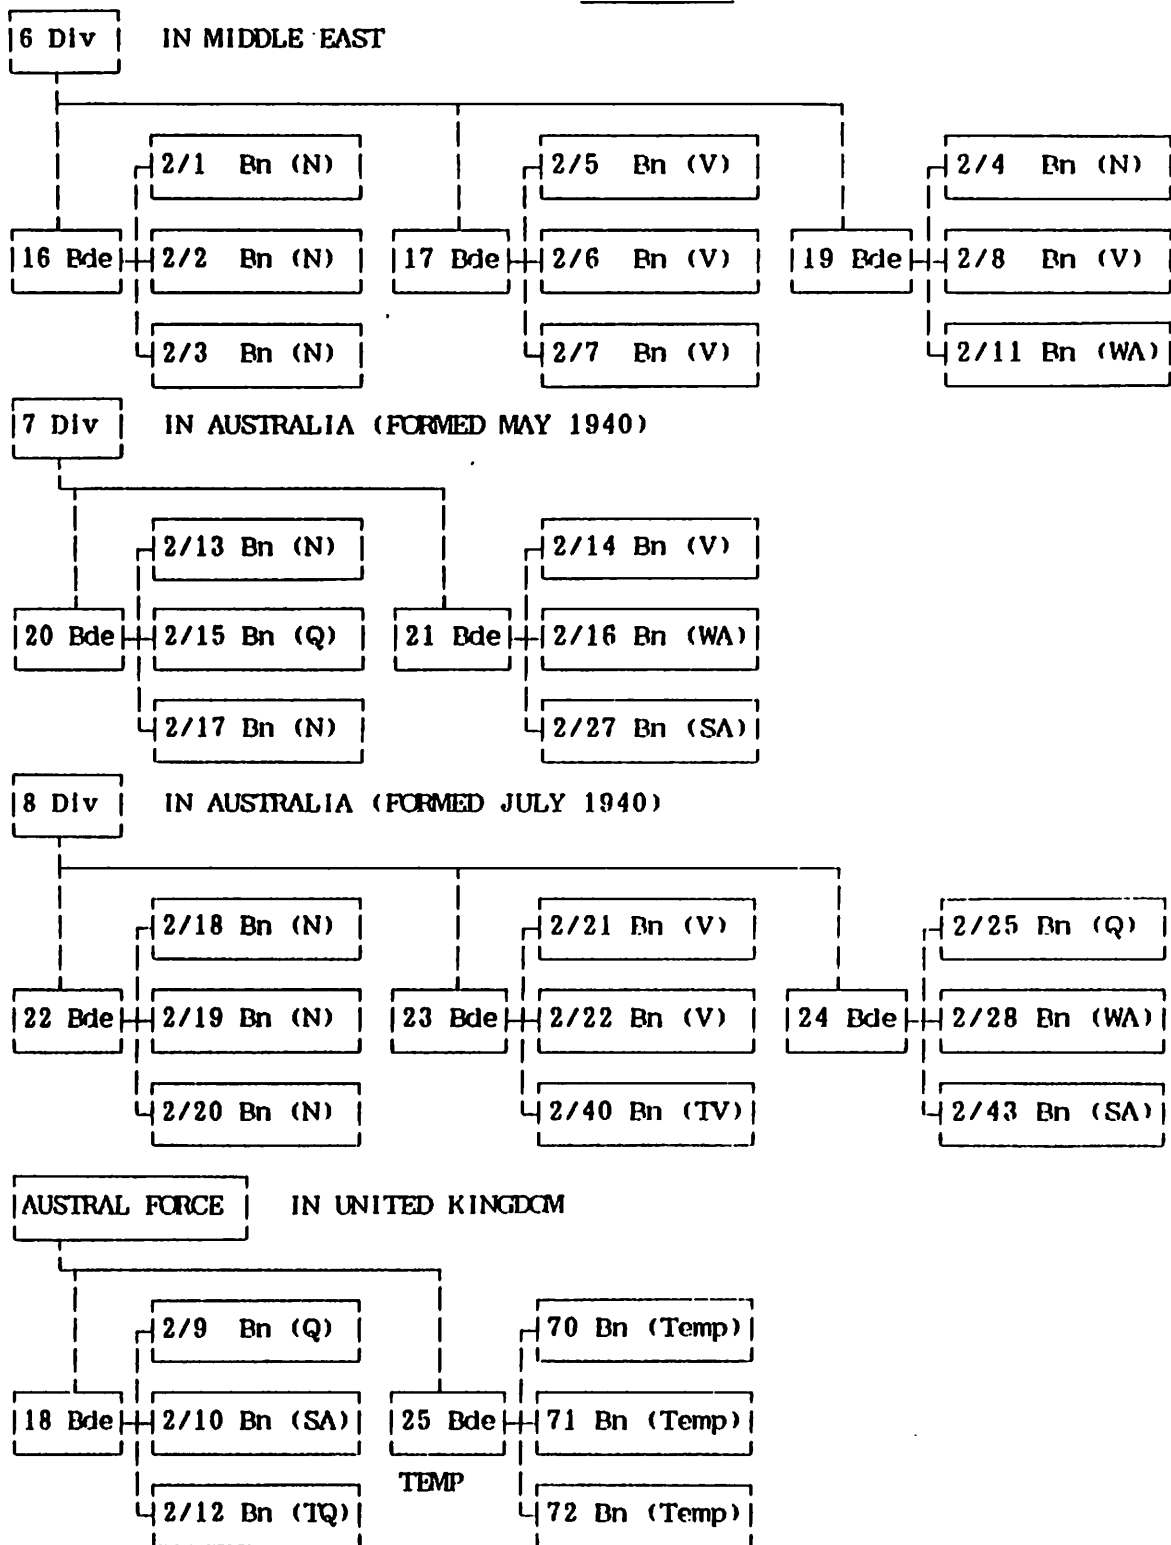 6 Div IN MIDDLE EAST
2/1 Bn (N) 2/5 Bn (V) 2/4 Bn (N)
16 Bde 2/2 Bn (N) 17 Bde 2/6 Bn (V) 19 Bde 2/8 Bn (V)
2/3 Bn (N) 2/7 Bn (V) 2/11 Bn (WA)
7 Div IN AUSTRALIA (FORMED MAY 1940)
2/13 Bn (N) 2/14 Bn (V)
20 Bde 2/15 Bn (Q) 21 Bde 2/16 Bn (WA)
2/17 Bn (N) 2/27 Bn (SA)
8 Div IN AUSTRALIA (FORMED JULY 1940)
2/18 Bn (N) 2/21 Bn (V) 2/25 Bn (Q)
22 Bde 2/19 Bn (N) 23 Bde 2/22 Bn (V) 24 Bde 2/28 Bn (WA)
2/20 Bn (N) 2/40 Bn (TV) 2/43 Bn (SA)
AUSTRAL FORCE IN UNITED KINGDOM
2/9 Bn (Q) 70 Bn (Temp)
18 Bde 2/10 Bn (SA) 25 Bde 71 Bn (Temp)
TEMP
2/12 Bn (TQ) 72 Bn (Temp)